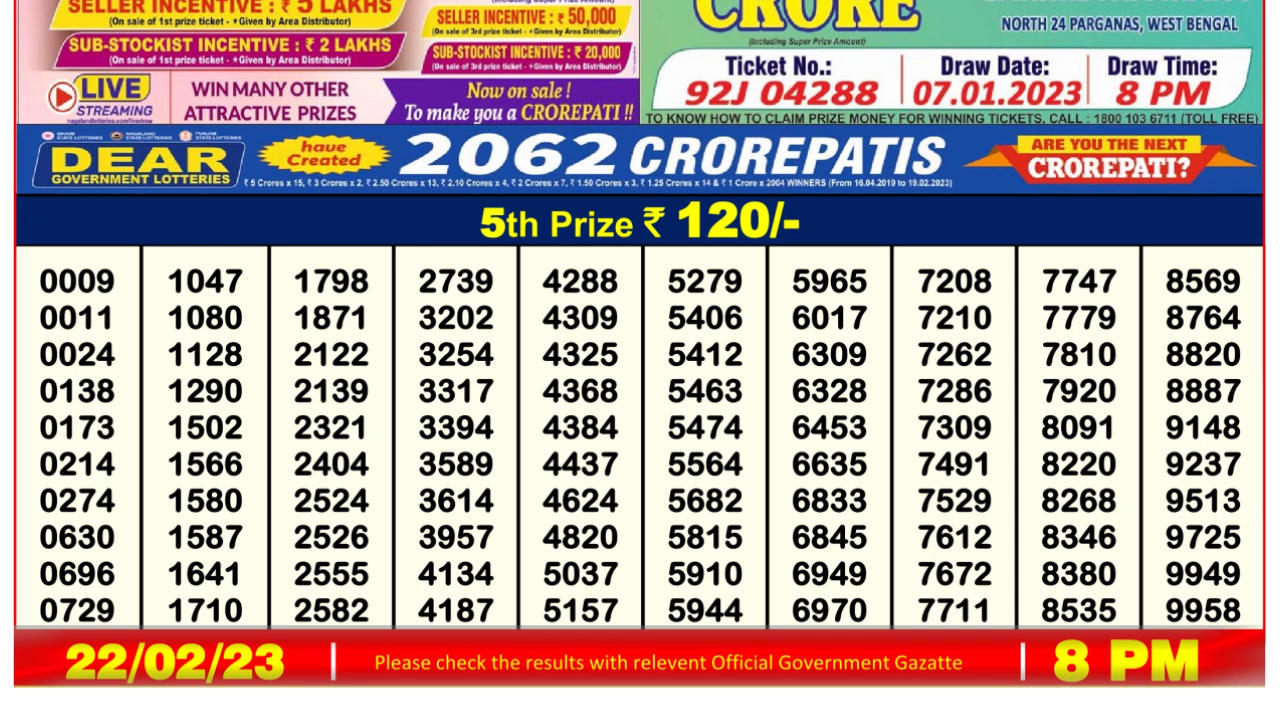 SELLER INCENTIVE : ₹ 5 LAKHS
(On sale of 1st prize ticket - *Given by Area Distributor)
SUB-STOCKIST INCENTIVE : ₹ 2 LAKHS
(On sale of 1st prize ticket - *Given by Area Distributor)
SELLER INCENTIVE : ₹ 50,000
(On sale of 3rd prize ticket - *Given by Area Distributor)
SUB-STOCKIST INCENTIVE : ₹ 20,000
(On sale of 3rd prize ticket - *Given by Area Distributor)
LIVE
STREAMING
nagalandlotteries.com/livedraw
WIN MANY OTHER
ATTRACTIVE PRIZES
Now on sale !
To make you a CROREPATI !!
CRORE
(Including Super Prize Amount)
NORTH 24 PARGANAS, WEST BENGAL
Ticket No.: Draw Date: Draw Time:
92J 04288 07.01.2023 8 PM
TO KNOW HOW TO CLAIM PRIZE MONEY FOR WINNING TICKETS, CALL : 1800 103 6711 (TOLL FREE)
SIKKIM STATE LOTTERIES NAGALAND STATE LOTTERIES PUNJAB STATE LOTTERIES
DEAR
GOVERNMENT LOTTERIES
have
Created
2062 CROREPATIS
₹ 5 Crores x 15, ₹ 3 Crores x 2, ₹ 2.50 Crores x 13, ₹ 2.10 Crores x 4, ₹ 2 Crores x 7, ₹ 1.50 Crores x 3, ₹ 1.25 Crores x 14 & ₹ 1 Crore x 2004 WINNERS (From 16.04.2019 to 19.02.2023)
ARE YOU THE NEXT
CROREPATI?
5th Prize ₹ 120/-
0009 1047 1798 2739 4288 5279 5965 7208 7747 8569
0011 1080 1871 3202 4309 5406 6017 7210 7779 8764
0024 1128 2122 3254 4325 5412 6309 7262 7810 8820
0138 1290 2139 3317 4368 5463 6328 7286 7920 8887
0173 1502 2321 3394 4384 5474 6453 7309 8091 9148
0214 1566 2404 3589 4437 5564 6635 7491 8220 9237
0274 1580 2524 3614 4624 5682 6833 7529 8268 9513
0630 1587 2526 3957 4820 5815 6845 7612 8346 9725
0696 1641 2555 4134 5037 5910 6949 7672 8380 9949
0729 1710 2582 4187 5157 5944 6970 7711 8535 9958
22/02/23 Please check the results with relevent Official Government Gazatte 8 PM